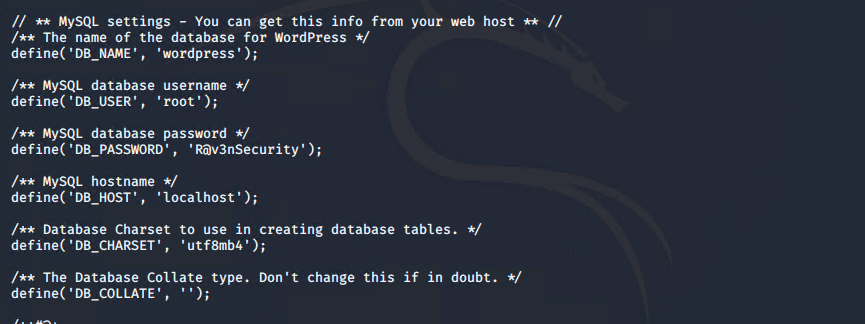 // ** MySQL settings - You can get this info from your web host ** //
/** The name of the database for WordPress */
define('DB_NAME', 'wordpress');
/** MySQL database username */
define('DB_USER', 'root');
/** MySQL database password */
define('DB_PASSWORD', 'R@v3nSecurity');
/** MySQL hostname */
define('DB_HOST', 'localhost');
/** Database Charset to use in creating database tables. */
define('DB_CHARSET', 'utf8mb4');
/** The Database Collate type. Don't change this if in doubt. */
define('DB_COLLATE', '');